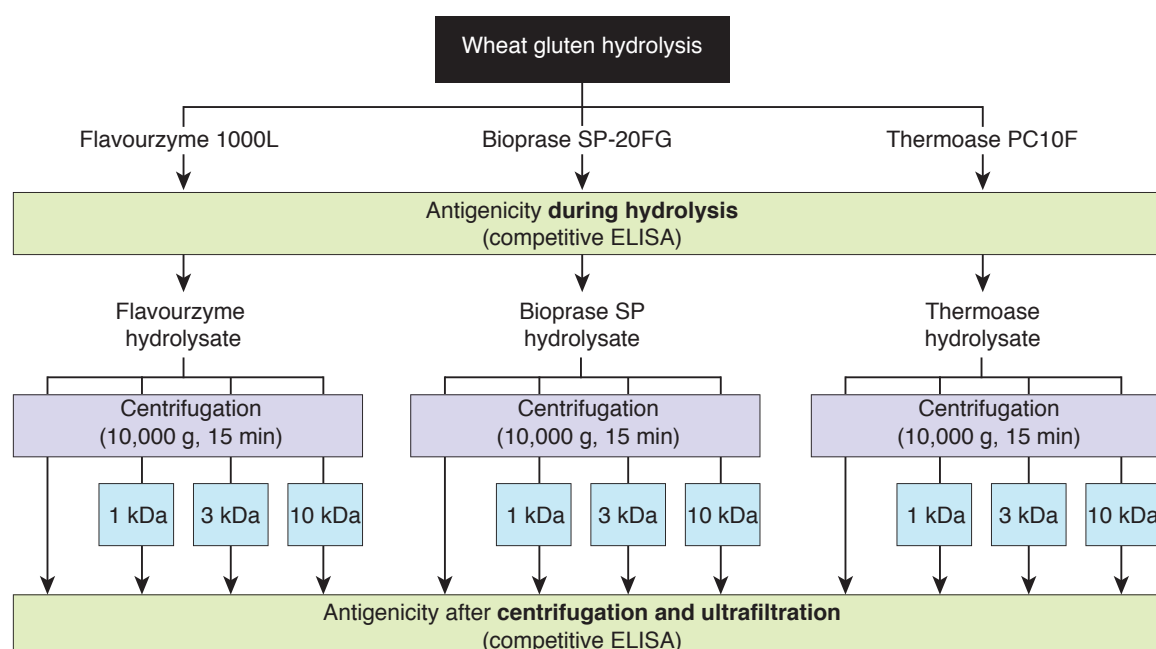 Wheat gluten hydrolysis
Flavourzyme 1000L
Bioprase SP-20FG
Thermoase PC10F
Antigenicity during hydrolysis
(competitive ELISA)
Flavourzyme
hydrolysate
Bioprase SP
hydrolysate
Thermoase
hydrolysate
Centrifugation
(10,000 g, 15 min)
Centrifugation
(10,000 g, 15 min)
Centrifugation
(10,000 g, 15 min)
1 kDa
3 kDa
10 kDa
1 kDa
3 kDa
10 kDa
1 kDa
3 kDa
10 kDa
Antigenicity after centrifugation and ultrafiltration
(competitive ELISA)